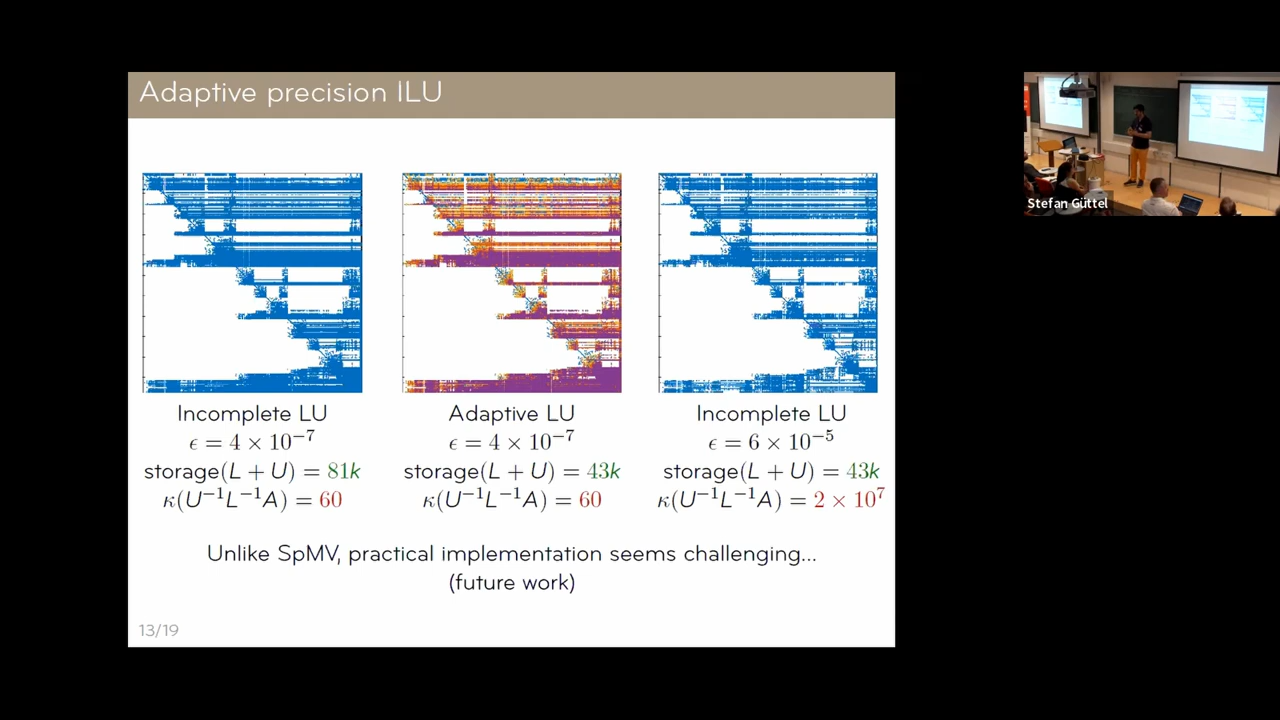 Adaptive precision ILU
Stefan Güttel
Incomplete LU
ϵ = 4 × 10⁻⁷
storage(L + U) = 81k
κ(U⁻¹L⁻¹A) = 60
Adaptive LU
ϵ = 4 × 10⁻⁷
storage(L + U) = 43k
κ(U⁻¹L⁻¹A) = 60
Incomplete LU
ϵ = 6 × 10⁻⁵
storage(L + U) = 43k
κ(U⁻¹L⁻¹A) = 2 × 10⁷
Unlike SpMV, practical implementation seems challenging...
(future work)
13/19